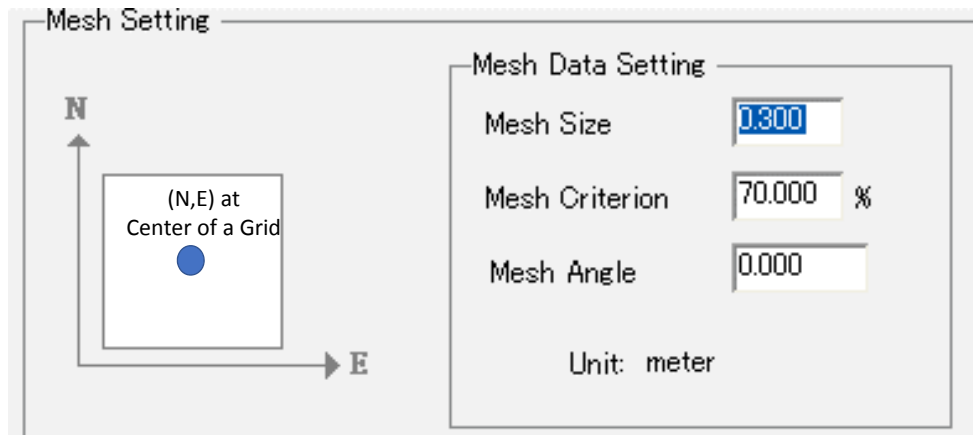 Mesh Setting
Mesh Data Setting
N
Mesh Size 0.300
(N,E) at
Center of a Grid
Mesh Criterion 70.000 %
Mesh Angle 0.000
E
Unit: meter